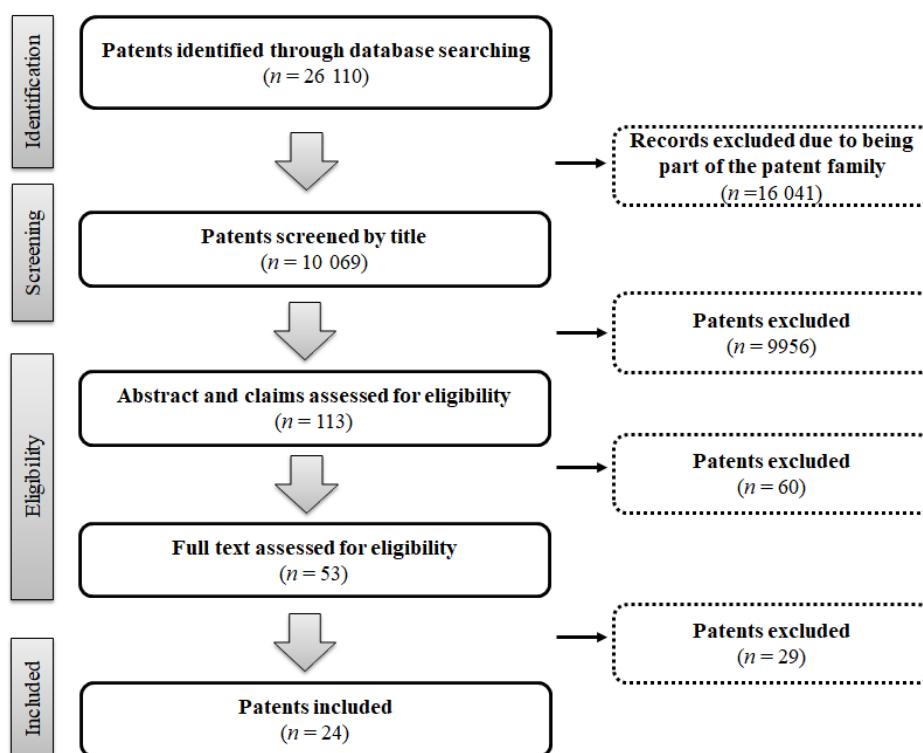 Identification
Patents identified through database searching
(n = 26 110)
Records excluded due to being
part of the patent family
(n =16 041)
Screening
Patents screened by title
(n = 10 069)
Patents excluded
(n = 9956)
Eligibility
Abstract and claims assessed for eligibility
(n = 113)
Patents excluded
(n = 60)
Full text assessed for eligibility
(n = 53)
Patents excluded
(n = 29)
Included
Patents included
(n = 24)